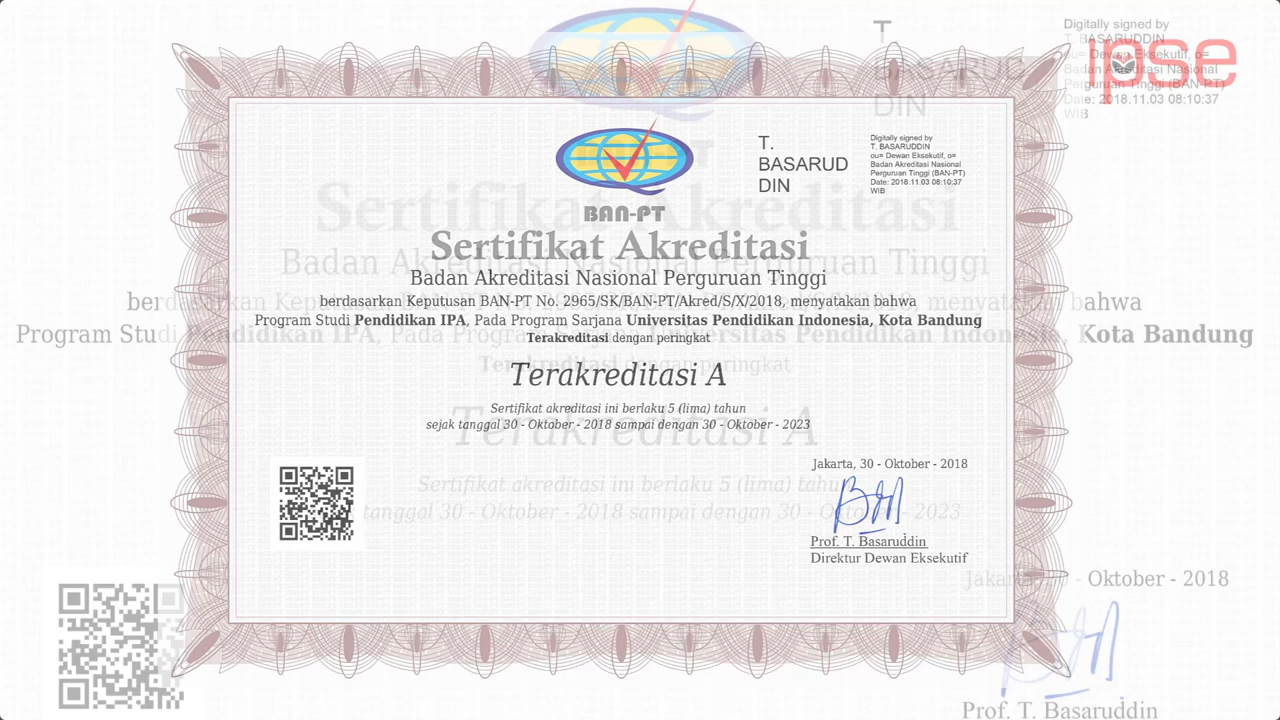 BAN-PT
T.
BASARUD
DIN
Digitally signed by
T. BASARUDDIN
ou= Dewan Eksekutif, o=
Badan Akreditasi Nasional
Perguruan Tinggi (BAN-PT)
Date: 2018.11.03 08:10:37
WIB
pse
Sertifikat Akreditasi
Badan Akreditasi Nasional Perguruan Tinggi
berdasarkan Keputusan BAN-PT No. 2965/SK/BAN-PT/Akred/S/X/2018, menyatakan bahwa
Program Studi Pendidikan IPA, Pada Program Sarjana Universitas Pendidikan Indonesia, Kota Bandung
Terakreditasi dengan peringkat
Terakreditasi A
Sertifikat akreditasi ini berlaku 5 (lima) tahun
sejak tanggal 30 - Oktober - 2018 sampai dengan 30 - Oktober - 2023
Jakarta, 30 - Oktober - 2018
Prof. T. Basaruddin
Direktur Dewan Eksekutif